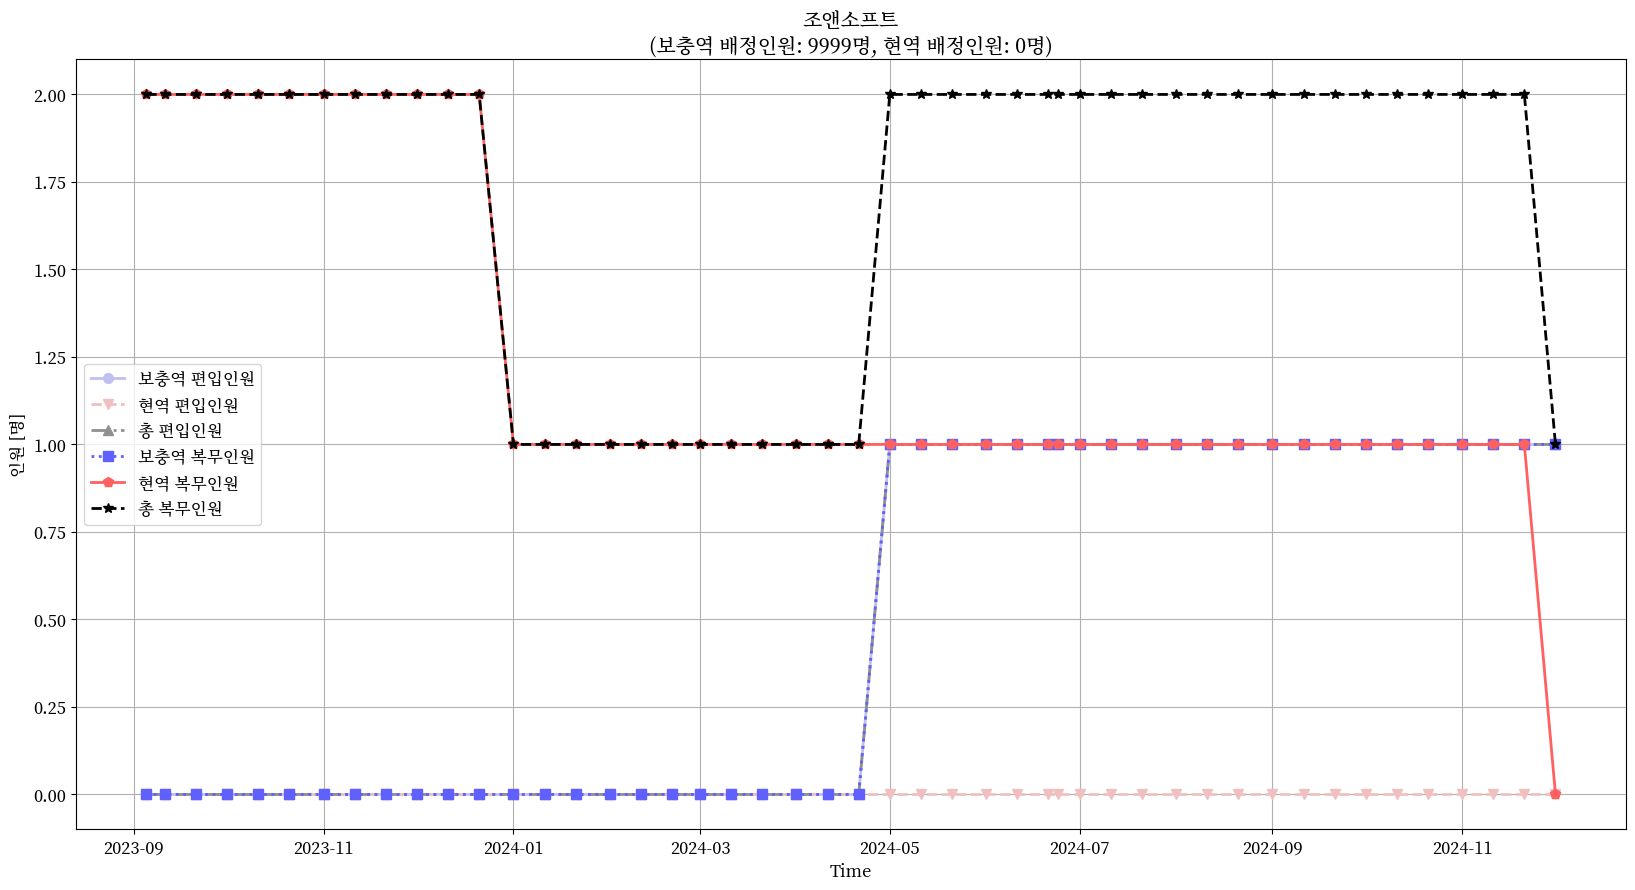 조앤소프트
(보충역 배정인원: 9999명, 현역 배정인원: 0명)
2.00
1.75
1.50
1.25
1.00
0.75
0.50
0.25
0.00
인원 [명]
보충역 편입인원
현역 편입인원
총 편입인원
보충역 복무인원
현역 복무인원
총 복무인원
2023-09
2023-11
2024-01
2024-03
2024-05
2024-07
2024-09
2024-11
Time